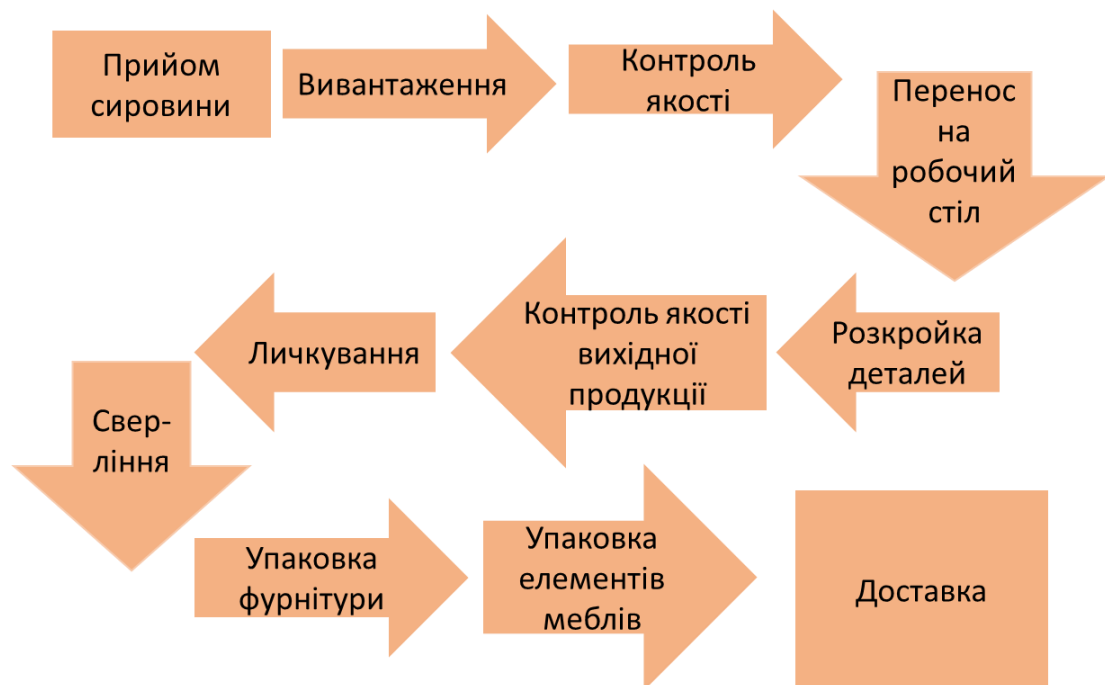 Прийом
сировини
Вивантаження
Контроль
якості
Перенос
на
робочий
стіл
Розкройка
деталей
Контроль якості
вихідної
продукції
Личкування
Свер-
ління
Упаковка
фурнітури
Упаковка
елементів
меблів
Доставка